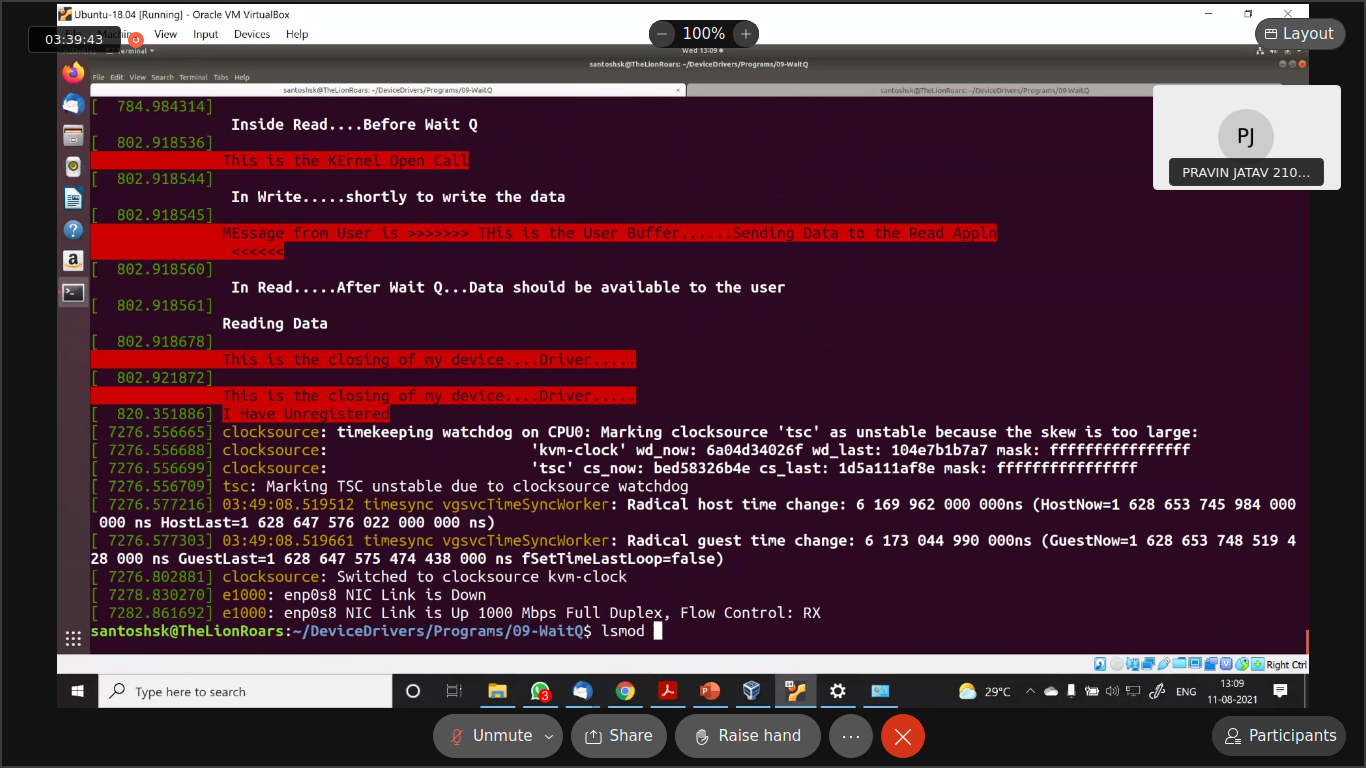 Ubuntu-18.04 [Running] - Oracle VM VirtualBox
03:39:43
View Input Devices Help
100%
Layout
Terminal
Wed 13:09
santoshsk@TheLionRoars: ~/DeviceDrivers/Programs/09-WaitQ
File Edit View Search Terminal Tabs Help
santoshsk@TheLionRoars: ~/DeviceDrivers/Programs/09-WaitQ ×
santoshsk@TheLionRoars: ~/DeviceDrivers/Programs/09-WaitQ
PJ
PRAVIN JATAV 210...
[ 784.984314]
Inside Read....Before Wait Q
[ 802.918536]
This is the KErnel Open Call
[ 802.918544]
In Write.....shortly to write the data
[ 802.918545]
MEssage from User is >>>>>>> THis is the User Buffer......Sending Data to the Read Appln
<<<<<<
[ 802.918560]
In Read.....After Wait Q...Data should be available to the user
[ 802.918561]
Reading Data
[ 802.918678]
This is the closing of my device....Driver.....
[ 802.921872]
This is the closing of my device....Driver.....
[ 820.351886] I Have Unregistered
[ 7276.556665] clocksource: timekeeping watchdog on CPU0: Marking clocksource 'tsc' as unstable because the skew is too large:
[ 7276.556688] clocksource: 'kvm-clock' wd_now: 6a04d34026f wd_last: 104e7b1b7a7 mask: ffffffffffffffff
[ 7276.556699] clocksource: 'tsc' cs_now: bed58326b4e cs_last: 1d5a111af8e mask: ffffffffffffffff
[ 7276.556709] tsc: Marking TSC unstable due to clocksource watchdog
[ 7276.577216] 03:49:08.519512 timesync vgsvcTimeSyncWorker: Radical host time change: 6 169 962 000 000ns (HostNow=1 628 653 745 984 000
000 ns HostLast=1 628 647 576 022 000 000 ns)
[ 7276.577303] 03:49:08.519661 timesync vgsvcTimeSyncWorker: Radical guest time change: 6 173 044 990 000ns (GuestNow=1 628 653 748 519 4
28 000 ns GuestLast=1 628 647 575 474 438 000 ns fSetTimeLastLoop=false)
[ 7276.802881] clocksource: Switched to clocksource kvm-clock
[ 7278.830270] e1000: enp0s8 NIC Link is Down
[ 7282.861692] e1000: enp0s8 NIC Link is Up 1000 Mbps Full Duplex, Flow Control: RX
santoshsk@TheLionRoars:~/DeviceDrivers/Programs/09-WaitQ$ lsmod
Right Ctrl
Type here to search
3
29°C
ENG
13:09
11-08-2021
Unmute
Share
Raise hand
Participants